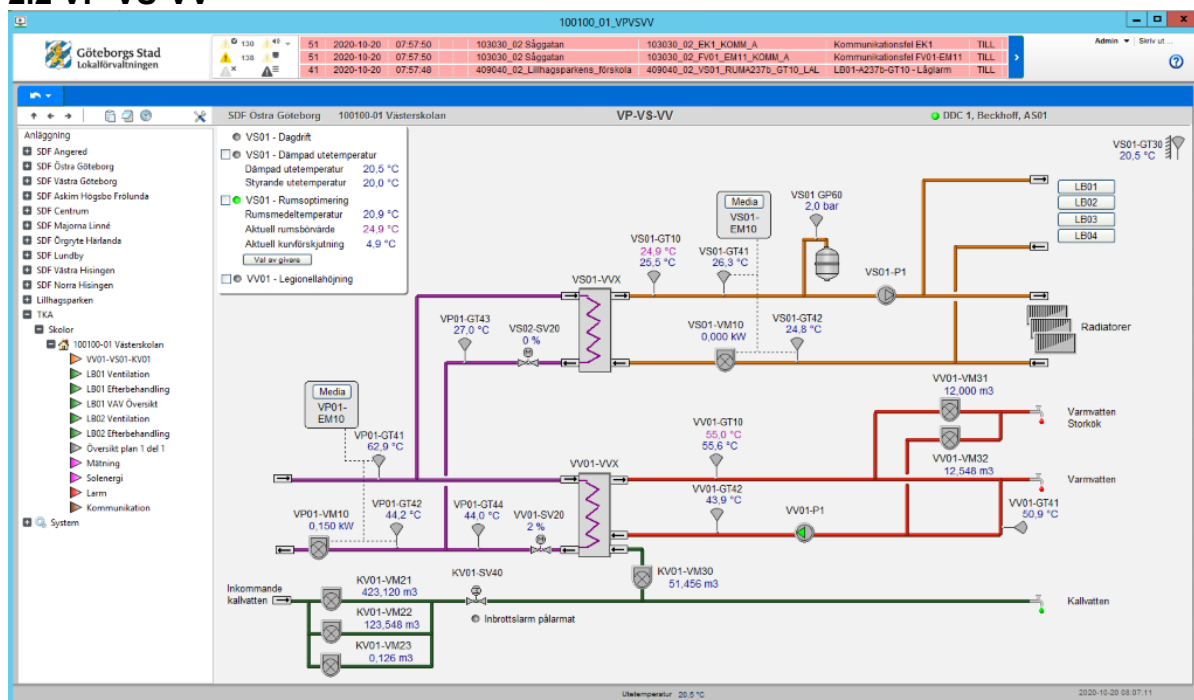 2.2 VP-VS-VV
100100_01_VPVSVV
Göteborgs Stad
Lokalförvaltningen
130
138
51 2020-10-20 07:57:50 103030_02 Såggatan 103030_02_EK1_KOMM_A Kommunikationsfel EK1 TILL
51 2020-10-20 07:57:50 103030_02 Såggatan 103030_02_FV01_EM11_KOMM_A Kommunikationsfel FV01-EM11 TILL
41 2020-10-20 07:57:48 409040_02_Lillhagsparkens_förskola 409040_02_VS01_RUMA237b_GT10_LAL LB01-A237b-GT10 - Låglarm TILL
Admin Skriv ut ...
SDF Östra Göteborg 100100-01 Västerskolan VP-VS-VV DDC 1, Beckhoff, AS01
Anläggning
SDF Angered
SDF Östra Göteborg
SDF Västra Göteborg
SDF Askim Högsbo Frölunda
SDF Centrum
SDF Majorna Linné
SDF Örgryte Härlanda
SDF Lundby
SDF Västra Hisingen
SDF Norra Hisingen
Lillhagsparken
TKA
Skolor
100100-01 Västerskolan
VV01-VS01-KV01
LB01 Ventilation
LB01 Efterbehandling
LB01 VAV Översikt
LB02 Ventilation
LB02 Efterbehandling
Översikt plan 1 del 1
Mätning
Solenergi
Larm
Kommunikation
System
VS01 - Dagdrift
VS01 - Dämpad utetemperatur
Dämpad utetemperatur 20,5 °C
Styrande utetemperatur 20,0 °C
VS01 - Rumsoptimering
Rumsmedeltemperatur 20,9 °C
Aktuell rumsbörvärde 24,9 °C
Aktuell kurvförskjutning 4,9 °C
Val av givare
VV01 - Legionellahöjning
VS01-GT30
20,5 °C
LB01
LB02
LB03
LB04
Media
VS01-
EM10
VS01 GP60
2,0 bar
VS01-GT10
24,9 °C
25,5 °C
VS01-GT41
26,3 °C
VS01-P1
VS01-VVX
VP01-GT43
27,0 °C
VS02-SV20
0 %
VS01-VM10
0,000 kW
VS01-GT42
24,8 °C
Radiatorer
Media
VP01-
EM10
VP01-GT41
62,9 °C
VV01-VM31
12,000 m3
Varmvatten
Storkök
VV01-GT10
55,0 °C
55,6 °C
VV01-VM32
12,548 m3
VV01-VVX
Varmvatten
VP01-VM10
0,150 kW
VP01-GT42
44,2 °C
VP01-GT44
44,0 °C
VV01-SV20
2 %
VV01-GT42
43,9 °C
VV01-P1
VV01-GT41
50,9 °C
KV01-SV40
KV01-VM30
51,456 m3
Inkommande
kallvatten
KV01-VM21
423,120 m3
KV01-VM22
123,548 m3
KV01-VM23
0,126 m3
Inbrottslarm pålarmat
Kallvatten
Utetemperatur 20,5 °C
2020-10-20 08:07:11